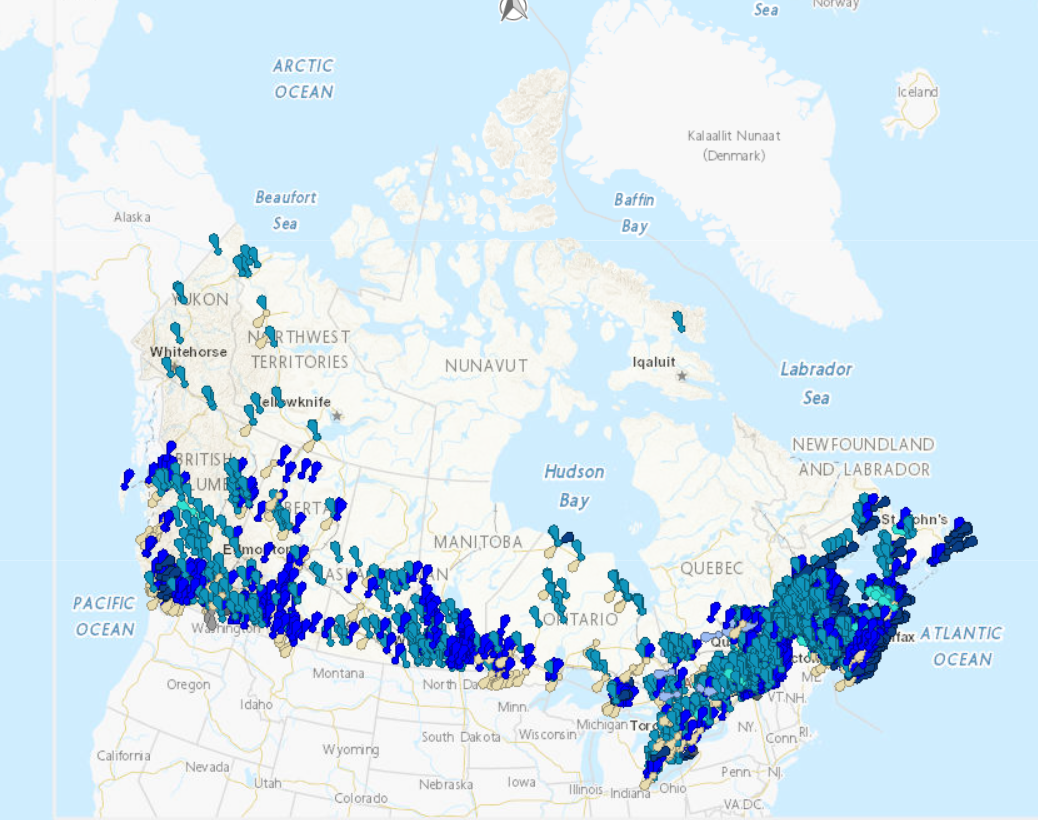 Sea
Norway
ARCTIC
OCEAN
Iceland
Kalaallit Nunaat
(Denmark)
Beaufort
Sea
Baffin
Bay
Alaska
YUKON
NORTHWEST
TERRITORIES
Whitehorse
NUNAVUT
Iqaluit
Labrador
Sea
NEWFOUNDLAND
AND LABRADOR
BRITISH
Hudson
Bay
MANITOBA
QUEBEC
ONTARIO
PACIFIC
OCEAN
Washington
ATLANTIC
OCEAN
Montana
Oregon
Idaho
Minn.
ME.
VT.
N.H.
Michigan
NY.
South Dakota
Wisconsin
Conn.
RI.
California
Nevada
Wyoming
Utah
Nebraska
Iowa
Illinois
Indiana
Ohio
Penn.
NJ.
Colorado
VA.
D.C.